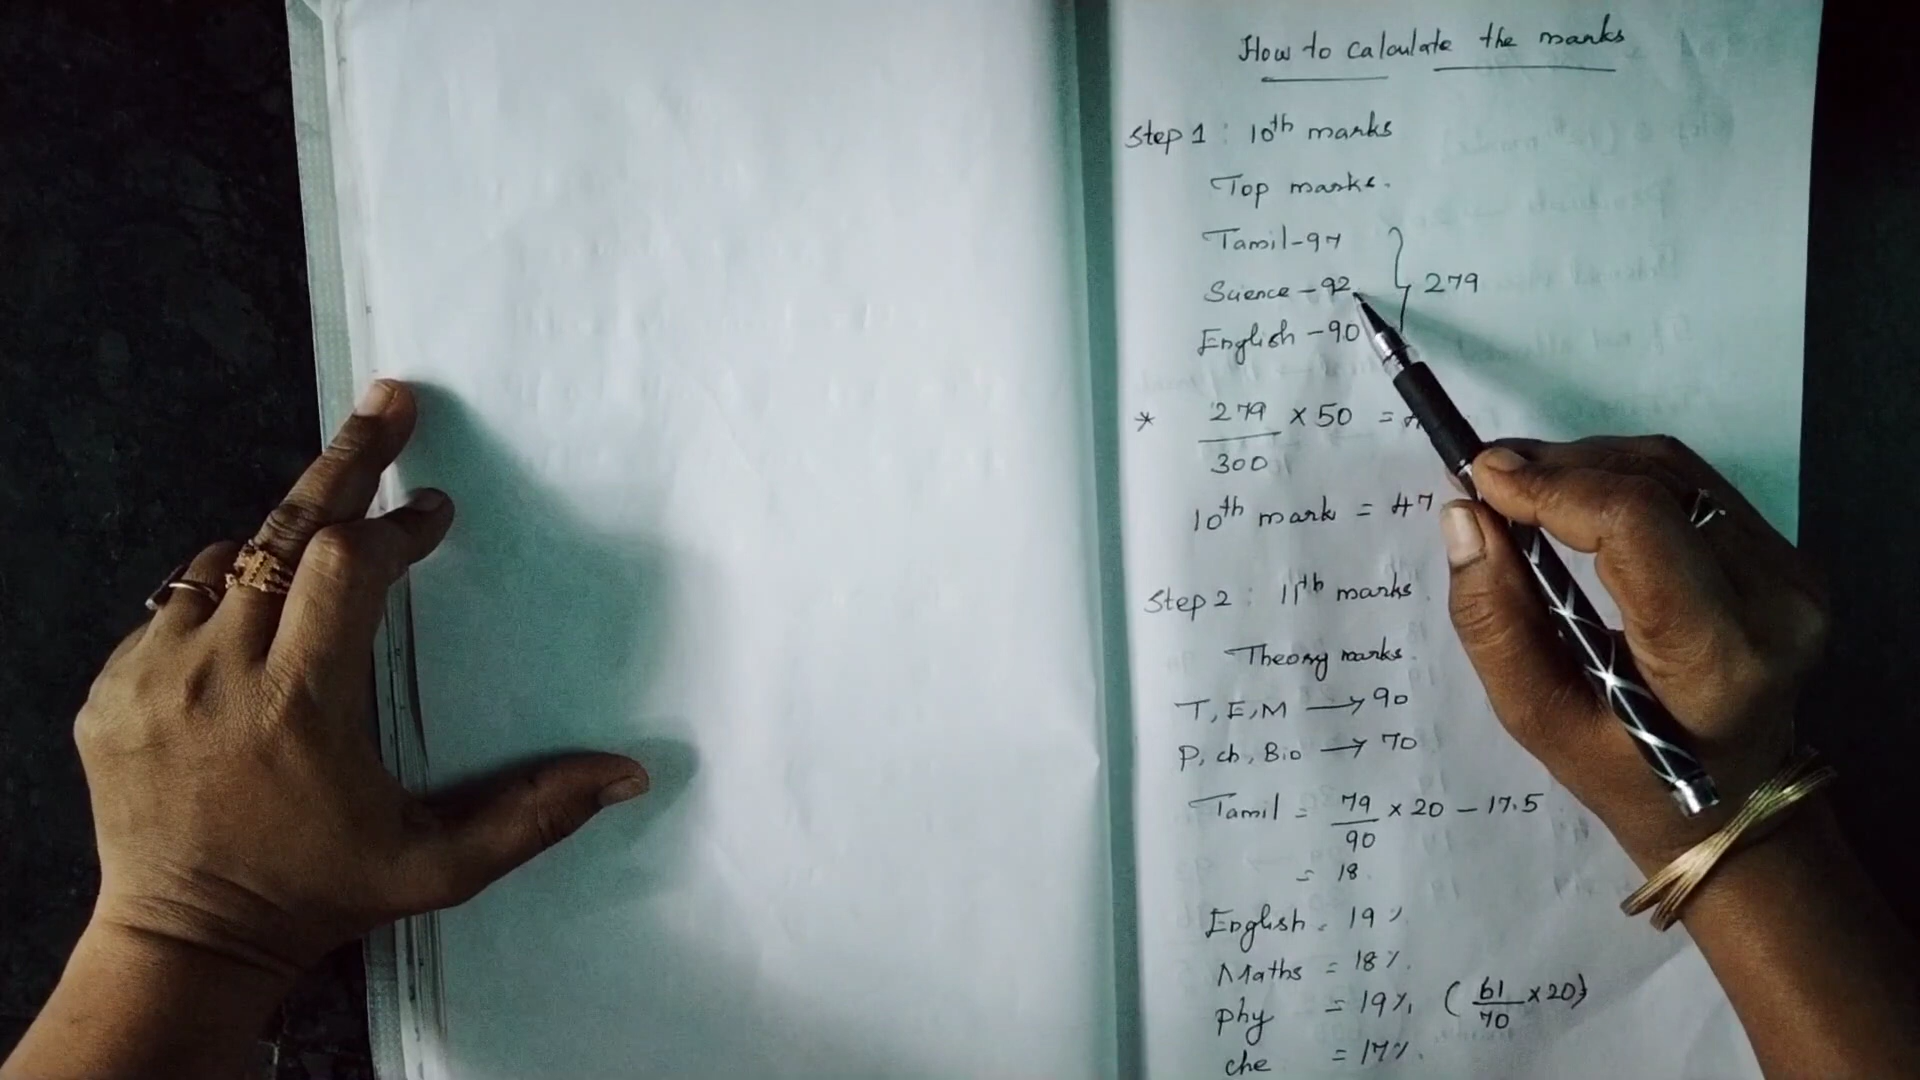 How to calculate the marks
Step 1 : 10th marks
Top marks.
Tamil-97
Science - 92
279
English - 90
* 279/300 × 50 =
10th mark = 47
Step 2 : 11th marks.
Theory marks.
T, E, M → 90
P, ch, Bio → 70
Tamil = 79/90 × 20 - 17.5
= 18.
English = 19%
Maths = 18%.
Phy = 19%, (61/70 × 20)
che = 17%.